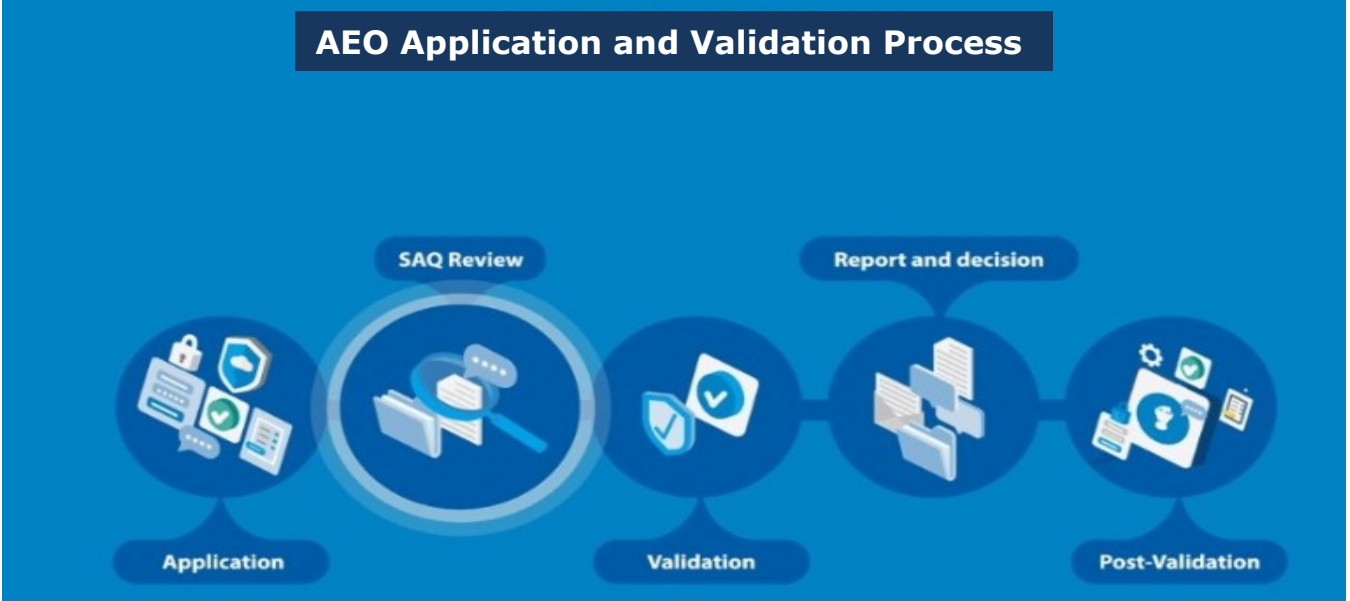 AEO Application and Validation Process
SAQ Review
Report and decision
Application
Validation
Post-Validation